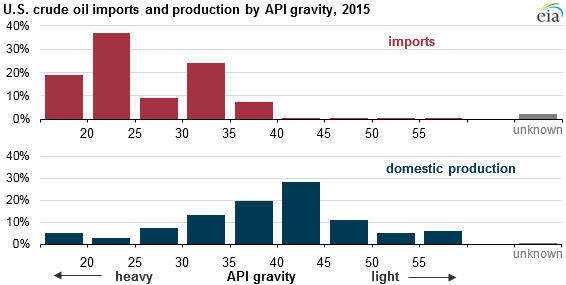 U.S. crude oil imports and production by API gravity, 2015
eia
imports
40%
30%
20%
10%
0%
20 25 30 35 40 45 50 55 unknown
domestic production
40%
30%
20%
10%
0%
20 25 30 35 40 45 50 55 unknown
heavy API gravity light